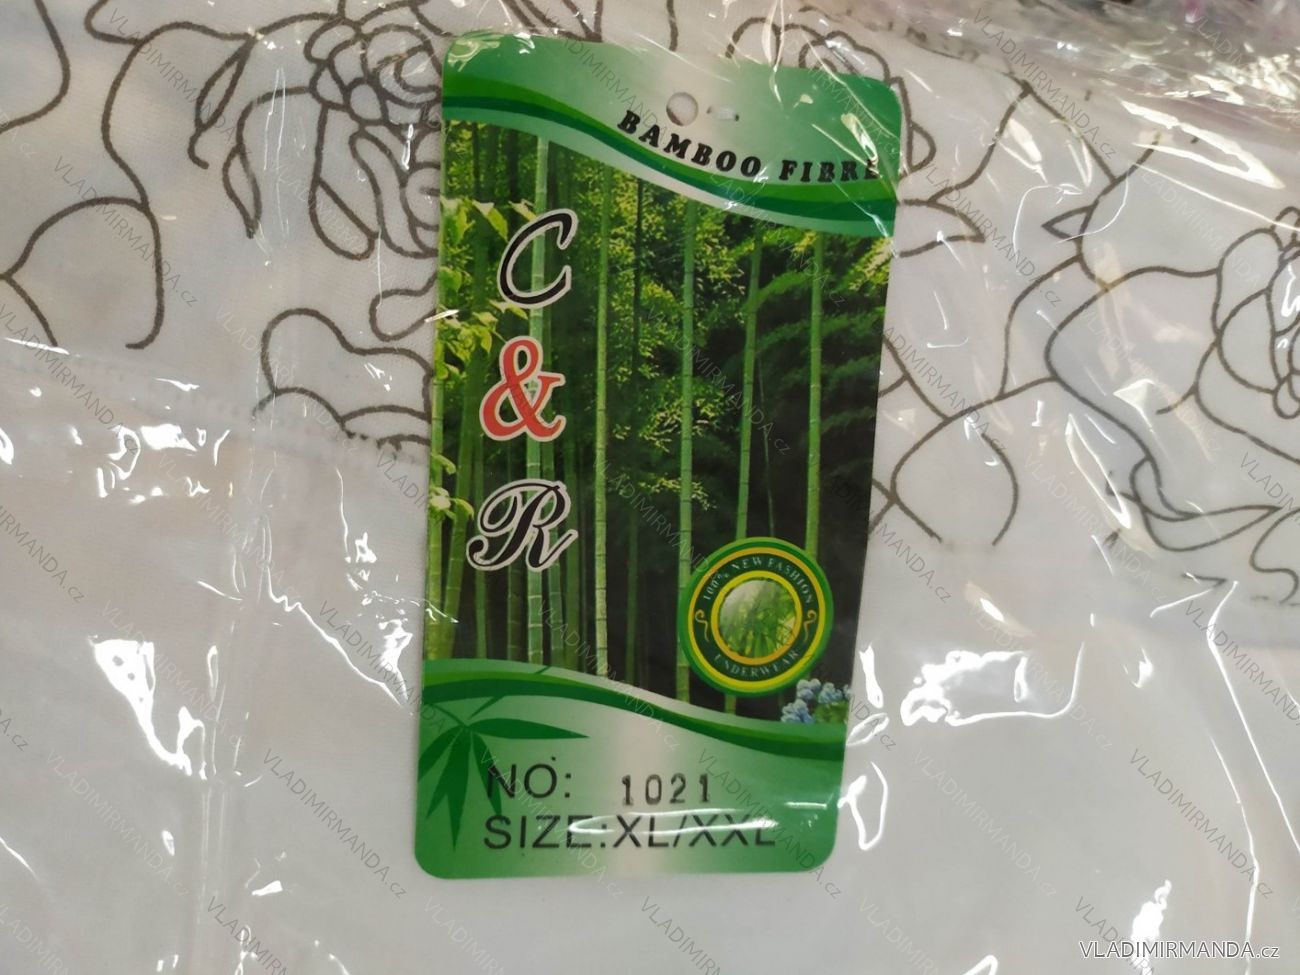 BAMBOO FIBRE
C
&
R
100% NEW FASHION
UNDERWEAR
NO: 1021
SIZE:XL/XXL
VLADIMIRMANDA.cz